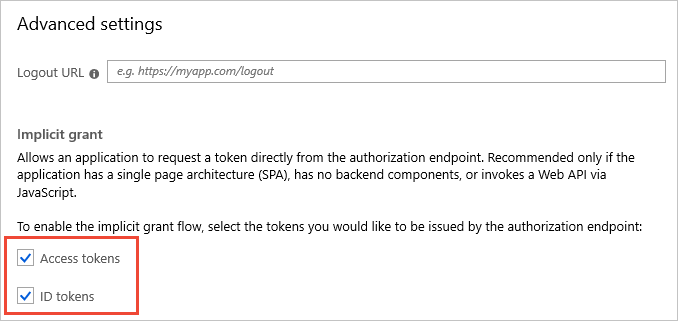 Advanced settings
Logout URL e.g. https://myapp.com/logout
Implicit grant
Allows an application to request a token directly from the authorization endpoint. Recommended only if the
application has a single page architecture (SPA), has no backend components, or invokes a Web API via
JavaScript.
To enable the implicit grant flow, select the tokens you would like to be issued by the authorization endpoint:
Access tokens
ID tokens